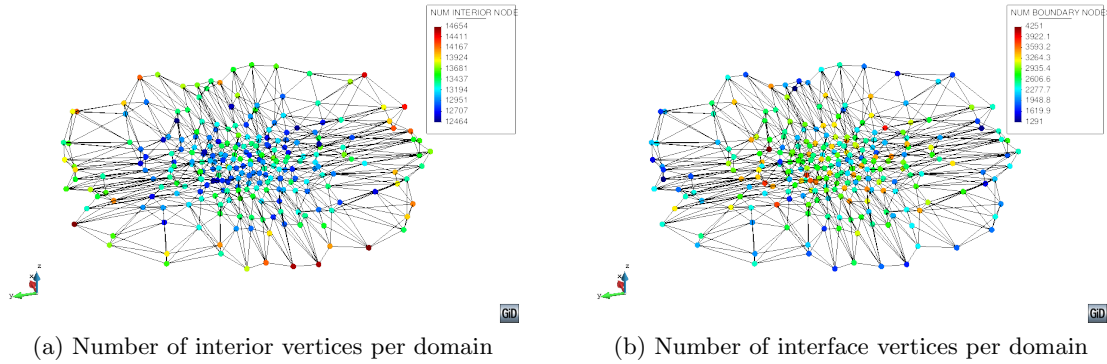 NUM INTERIOR NODE
14654
14411
14167
13924
13681
13437
13194
12951
12707
12464
z
x
y
GiD
(a) Number of interior vertices per domain
NUM BOUNDARY NODES
4251
3922.1
3593.2
3264.3
2935.4
2606.6
2277.7
1948.8
1619.9
1291
z
x
y
GiD
(b) Number of interface vertices per domain